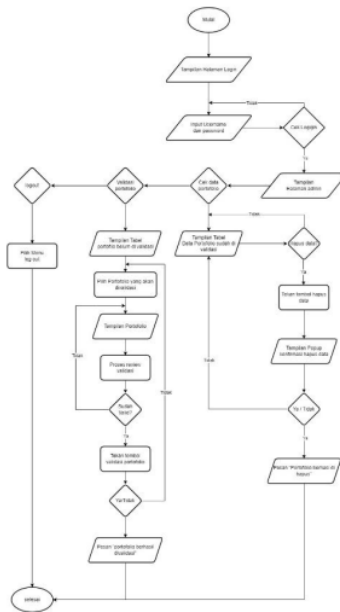 Mulai
Tampilan Halaman Login
Tidak
Input Username
dan password
Cek Login
Ya
logout
Validasi
portofolio
Cari data
portofolio
Tampilan
Halaman admin
Tidak
Pilih Menu
log out
Tampilan Tabel
portofolio belum di validasi
Tampilan Tabel
Data Portofolio sudah di
validasi
Hapus data?
Pilih Portofolio yang akan
divalidasi
Ya
Tekan tombol hapus
data
Tampilan Portofolio
Tidak
Tidak
Proses review
validasi
Tampilan Popup
konfirmasi hapus data
Tidak
Sudah
Ya / Tidak
Ya
Tekan tombol
validasi portofolio
Ya
Ya/Tidak
Pesan "Portofolio berhasil di
hapus"
Pesan "portofolio berhasil
divalidasi"
selesai